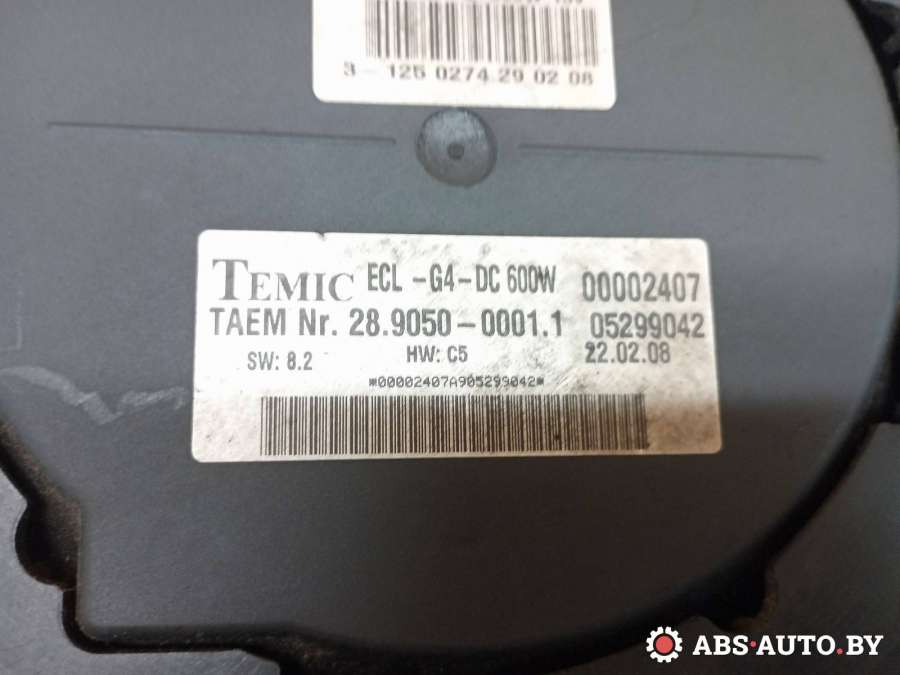 3-125 0274 29 02 08
TEMIC ECL -G4-DC 600W 00002407
TAEM Nr. 28.9050-0001.1 05299042
SW: 8.2 HW: C5 22.02.08
*00002407A905299042*
ABS-AUTO.BY